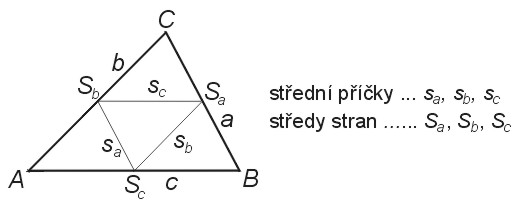 C
b
S_b s_c S_a
střední příčky ... s_a, s_b, s_c
a
středy stran ...... S_a, S_b, S_c
s_a s_b
A S_c c B